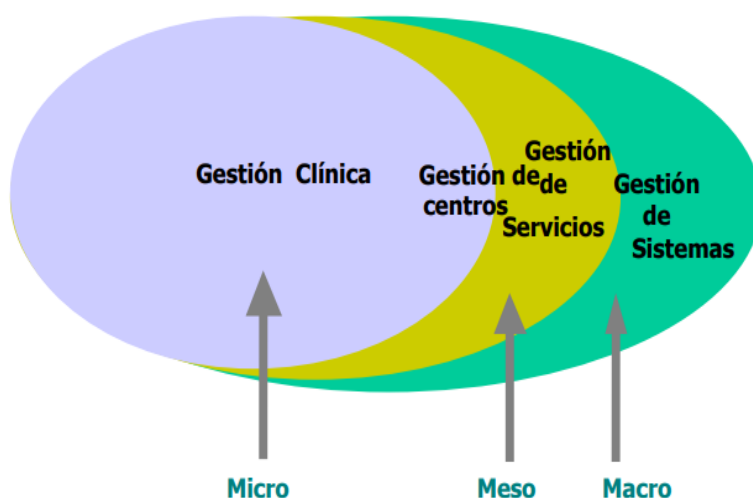 Gestión Clínica
Gestión de
centros
Gestión
de
Servicios
Gestión
de
Sistemas
Micro
Meso
Macro